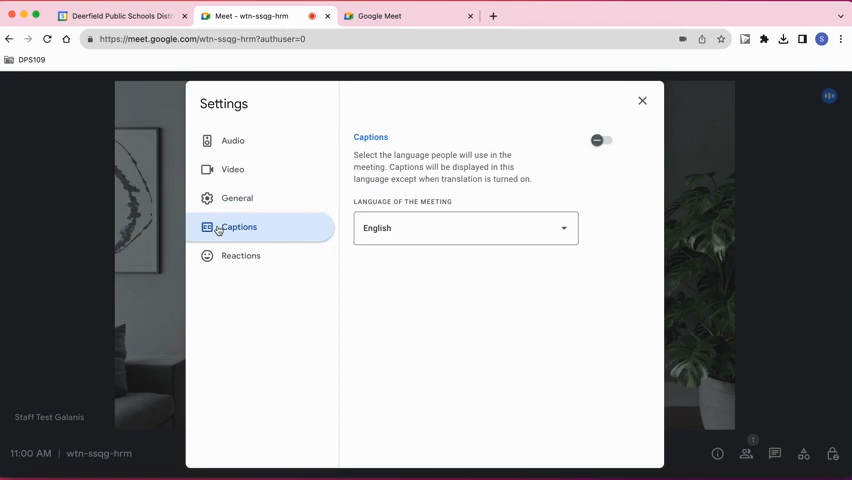 Deerfield Public Schools Distr
Meet - wtn-ssqg-hrm
Google Meet
https://meet.google.com/wtn-ssqg-hrm?authuser=0
S
DPS109
Settings
Audio
Video
General
Captions
Reactions
Captions
Select the language people will use in the
meeting. Captions will be displayed in this
language except when translation is turned on.
LANGUAGE OF THE MEETING
English
Staff Test Galanis
11:00 AM | wtn-ssqg-hrm
1